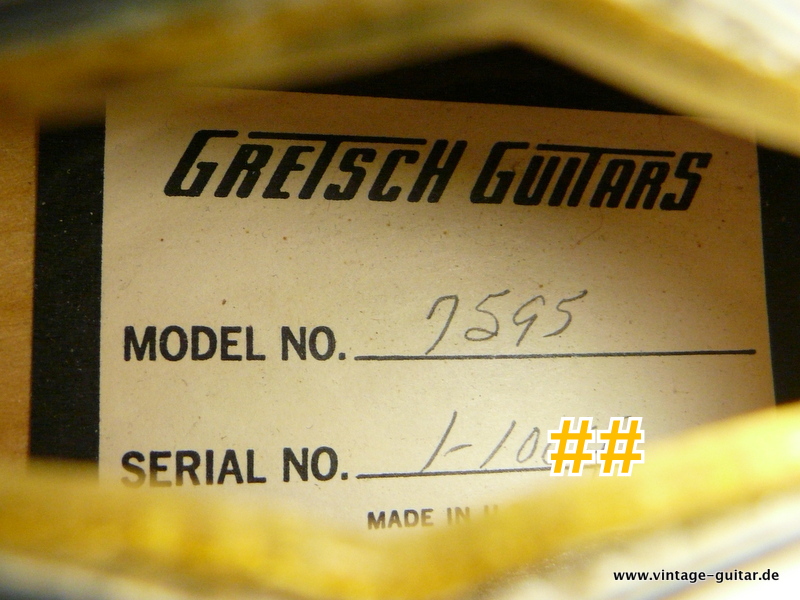 GRETSCH GUITARS
MODEL NO. 7595
SERIAL NO. 1-10##
MADE IN U
www.vintage-guitar.de